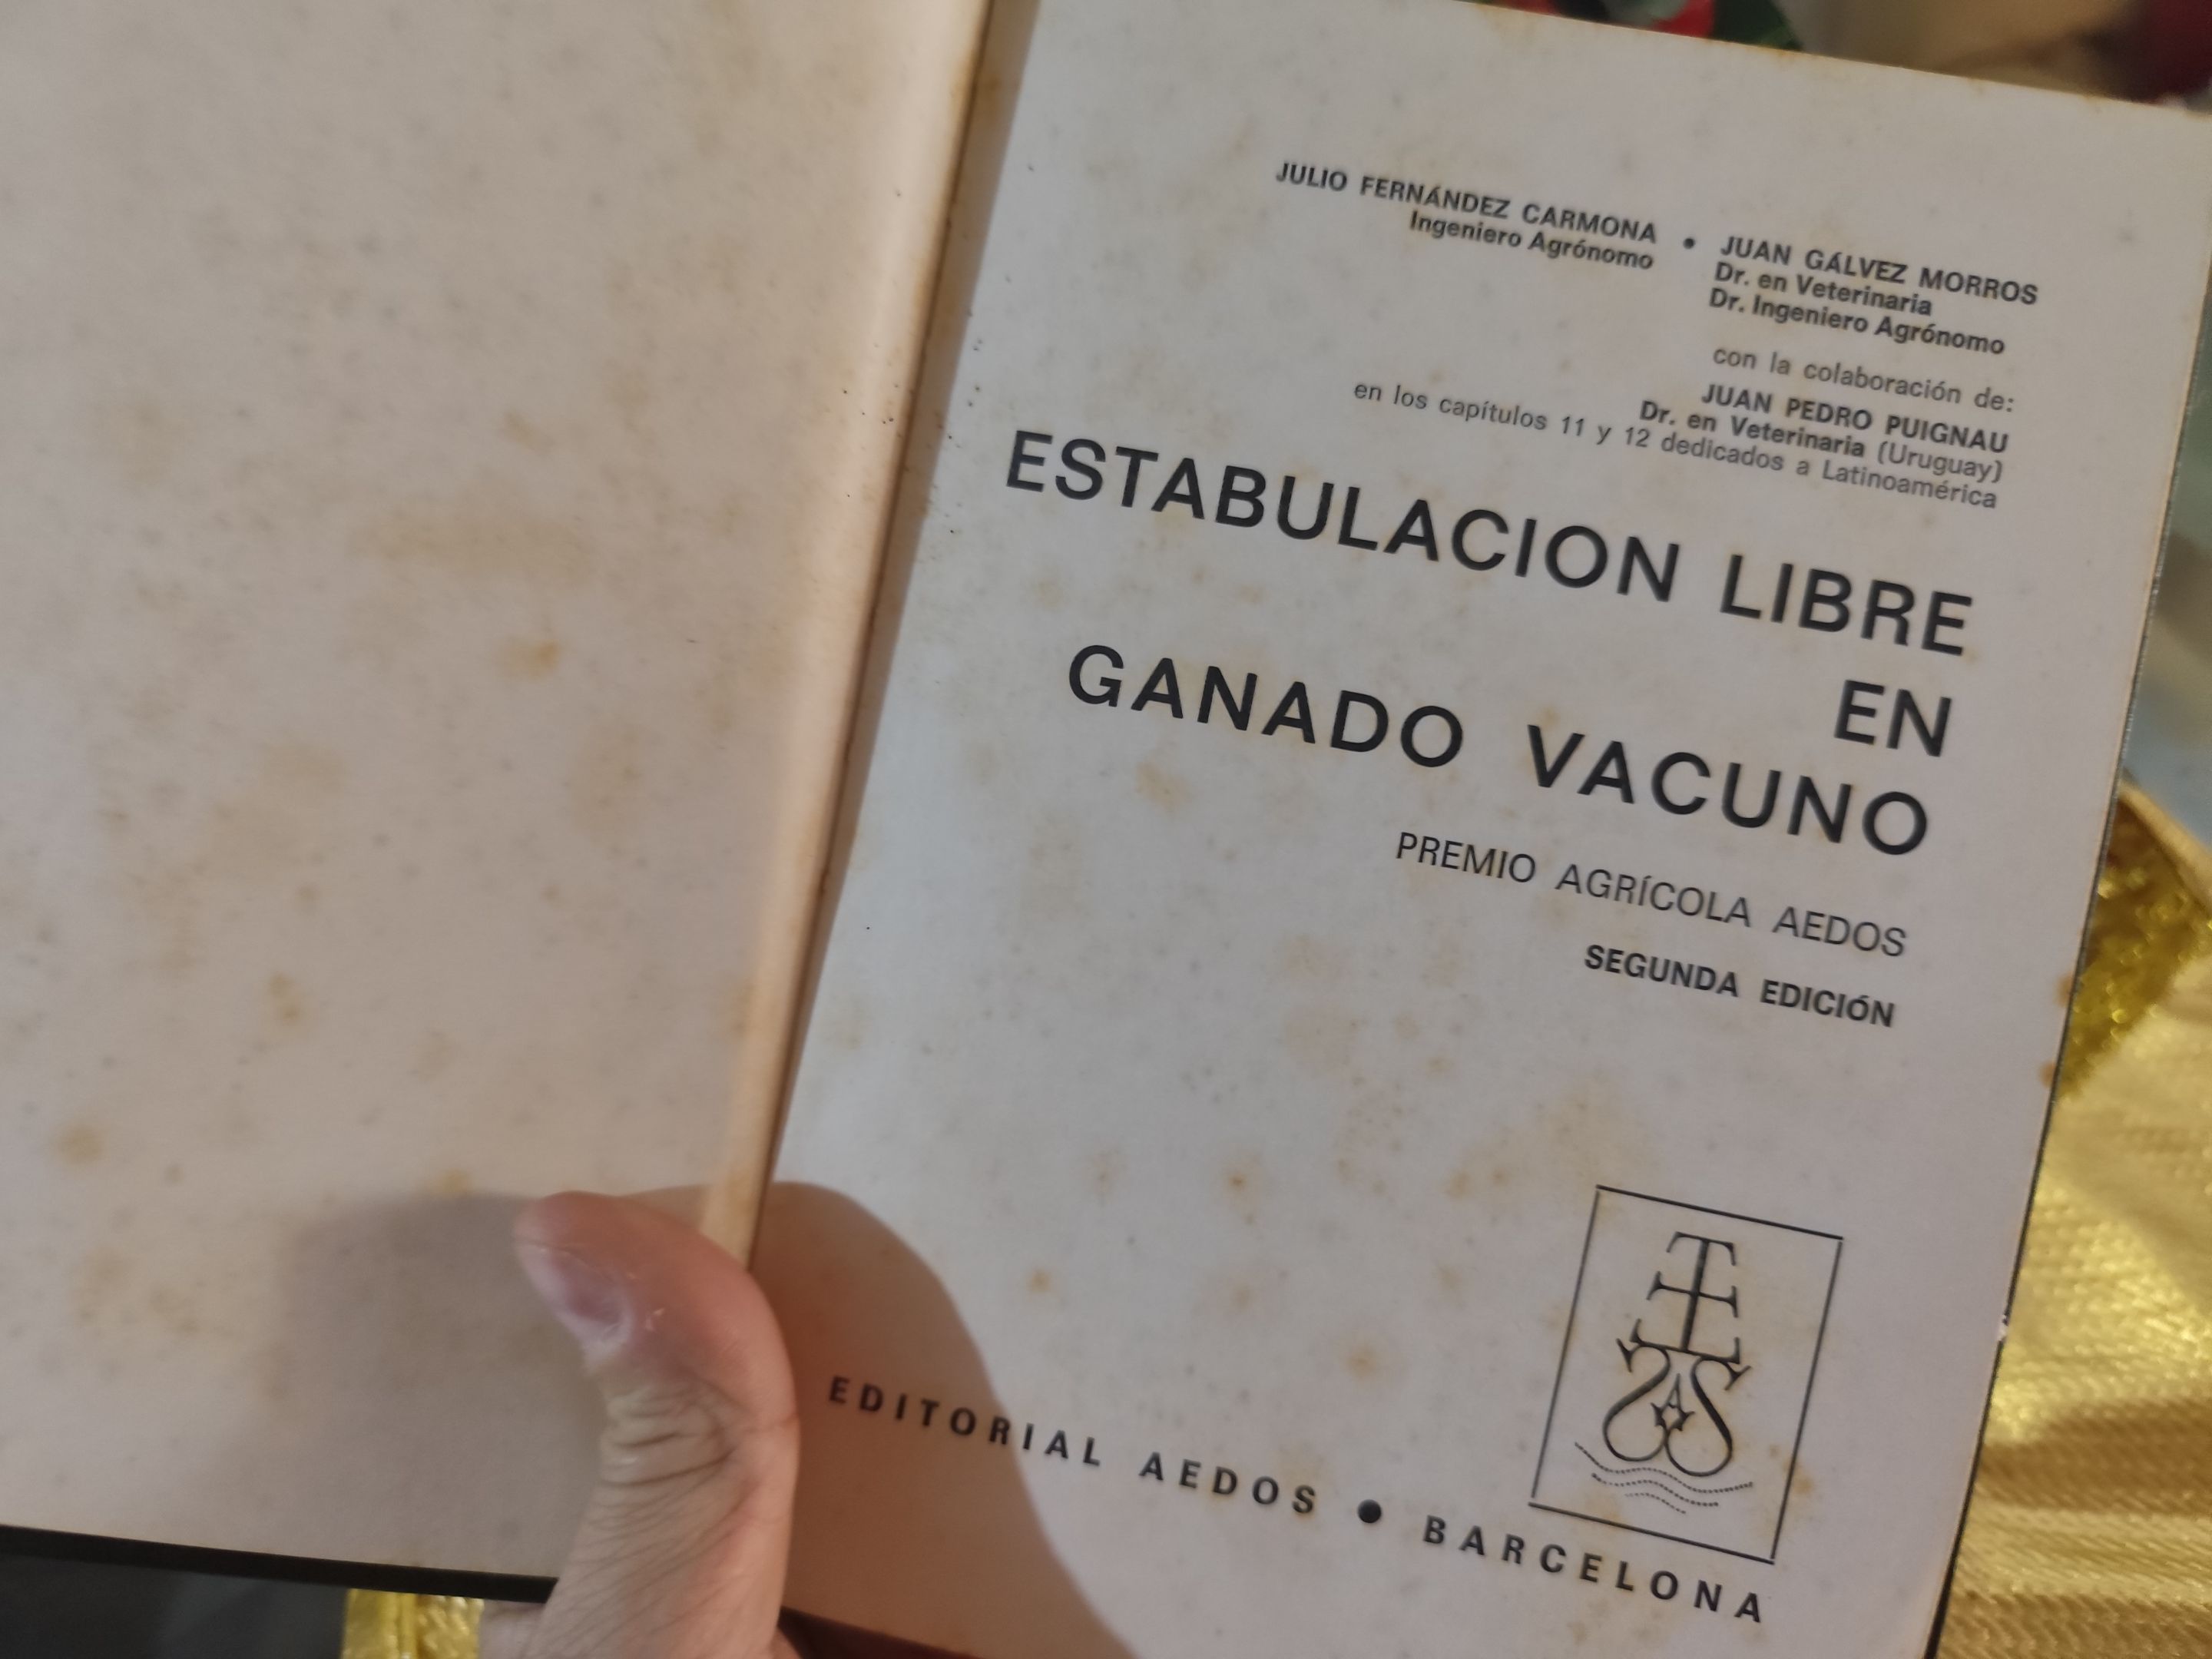 JULIO FERNÁNDEZ CARMONA • JUAN GÁLVEZ MORROS
Ingeniero Agrónomo
Dr. en Veterinaria
Dr. Ingeniero Agrónomo
con la colaboración de:
JUAN PEDRO PUIGNAU
Dr. en Veterinaria (Uruguay)
en los capítulos 11 y 12 dedicados a Latinoamérica
ESTABULACION LIBRE
EN
GANADO VACUNO
PREMIO AGRÍCOLA AEDOS
SEGUNDA EDICIÓN
EDITORIAL AEDOS • BARCELONA